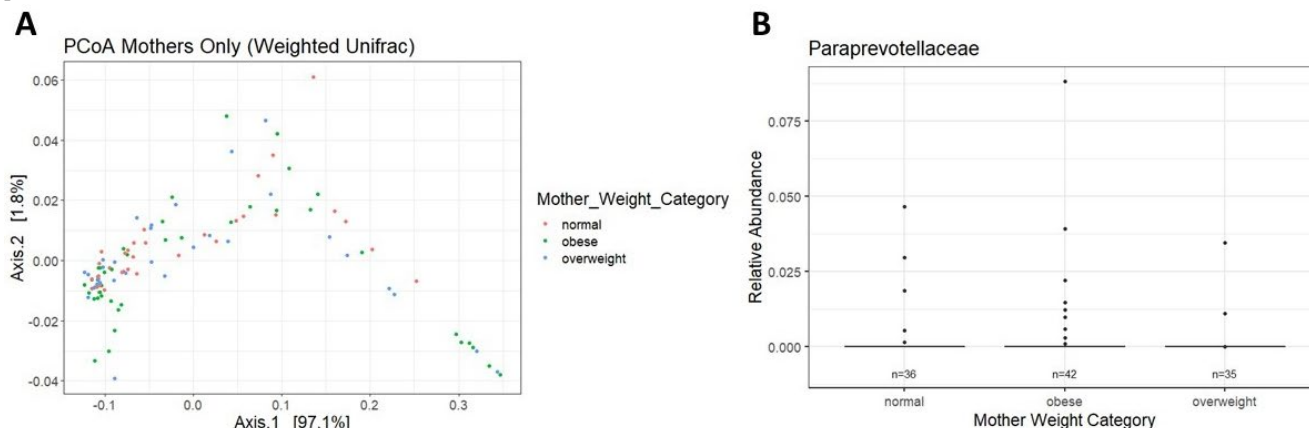 A
PCoA Mothers Only (Weighted Unifrac)
0.06
0.04
0.02
0.00
-0.02
-0.04
Axis.2 [1.8%]
-0.1 0.0 0.1 0.2 0.3
Axis.1 [97.1%]
Mother_Weight_Category
normal
obese
overweight
B
Paraprevotellaceae
0.075
0.050
0.025
0.000
Relative Abundance
n=36 n=42 n=35
normal obese overweight
Mother Weight Category